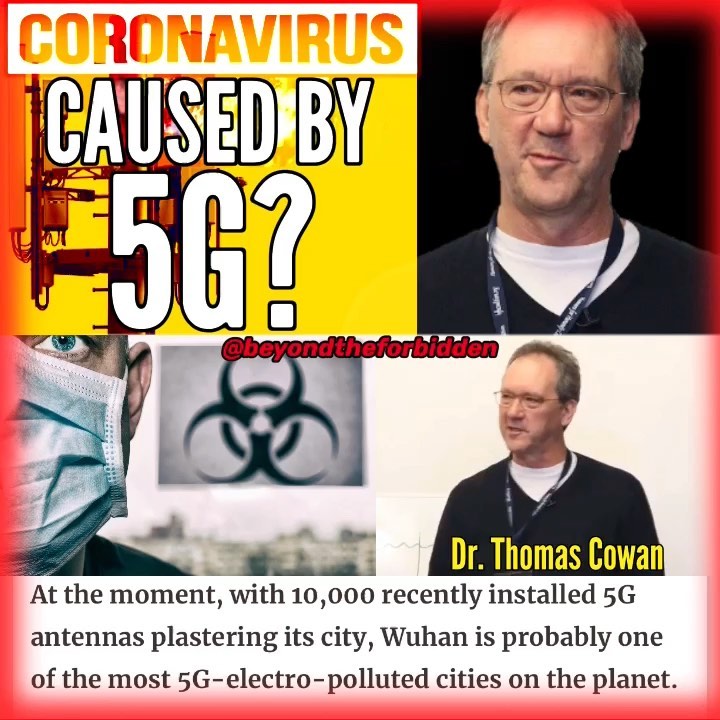 CORONAVIRUS
CAUSED BY
5G?
@beyondtheforbidden
Dr. Thomas Cowan
At the moment, with 10,000 recently installed 5G
antennas plastering its city, Wuhan is probably one
of the most 5G-electro-polluted cities on the planet.